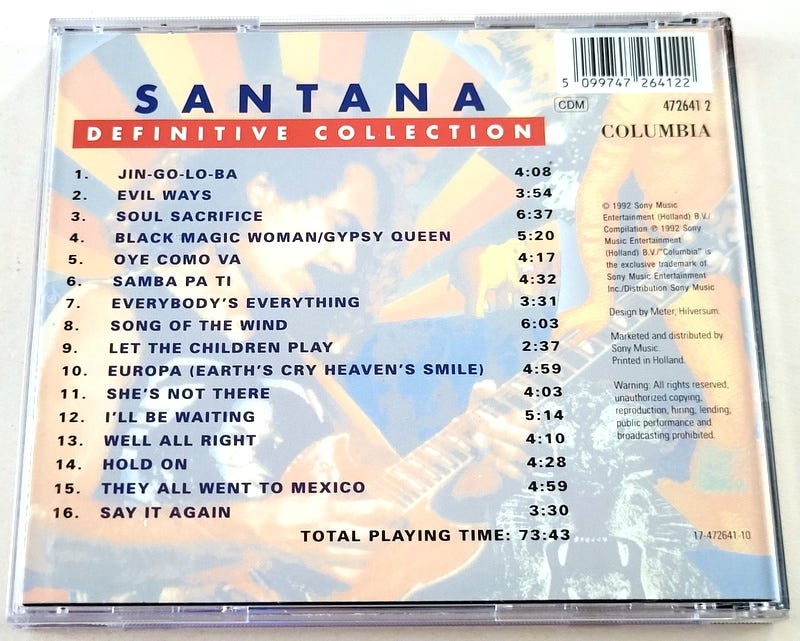 5 099747 264122
CDM
472641 2
COLUMBIA
SANTANA
DEFINITIVE COLLECTION
1. JIN-GO-LO-BA 4:08
2. EVIL WAYS 3:54
3. SOUL SACRIFICE 6:37
4. BLACK MAGIC WOMAN/GYPSY QUEEN 5:20
5. OYE COMO VA 4:17
6. SAMBA PA TI 4:32
7. EVERYBODY'S EVERYTHING 3:31
8. SONG OF THE WIND 6:03
9. LET THE CHILDREN PLAY 2:37
10. EUROPA (EARTH'S CRY HEAVEN'S SMILE) 4:59
11. SHE'S NOT THERE 4:03
12. I'LL BE WAITING 5:14
13. WELL ALL RIGHT 4:10
14. HOLD ON 4:28
15. THEY ALL WENT TO MEXICO 4:59
16. SAY IT AGAIN 3:30
TOTAL PLAYING TIME: 73:43
© 1992 Sony Music
Entertainment (Holland) B.V./
Compilation ℗ 1992 Sony
Music Entertainment
(Holland) B.V./"Columbia" is
the exclusive trademark of
Sony Music Entertainment
Inc./Distribution Sony Music
Design by Meter, Hilversum.
Marketed and distributed by
Sony Music.
Printed in Holland.
Warning: All rights reserved,
unauthorized copying,
reproduction, hiring, lending,
public performance and
broadcasting prohibited.
17-472641-10